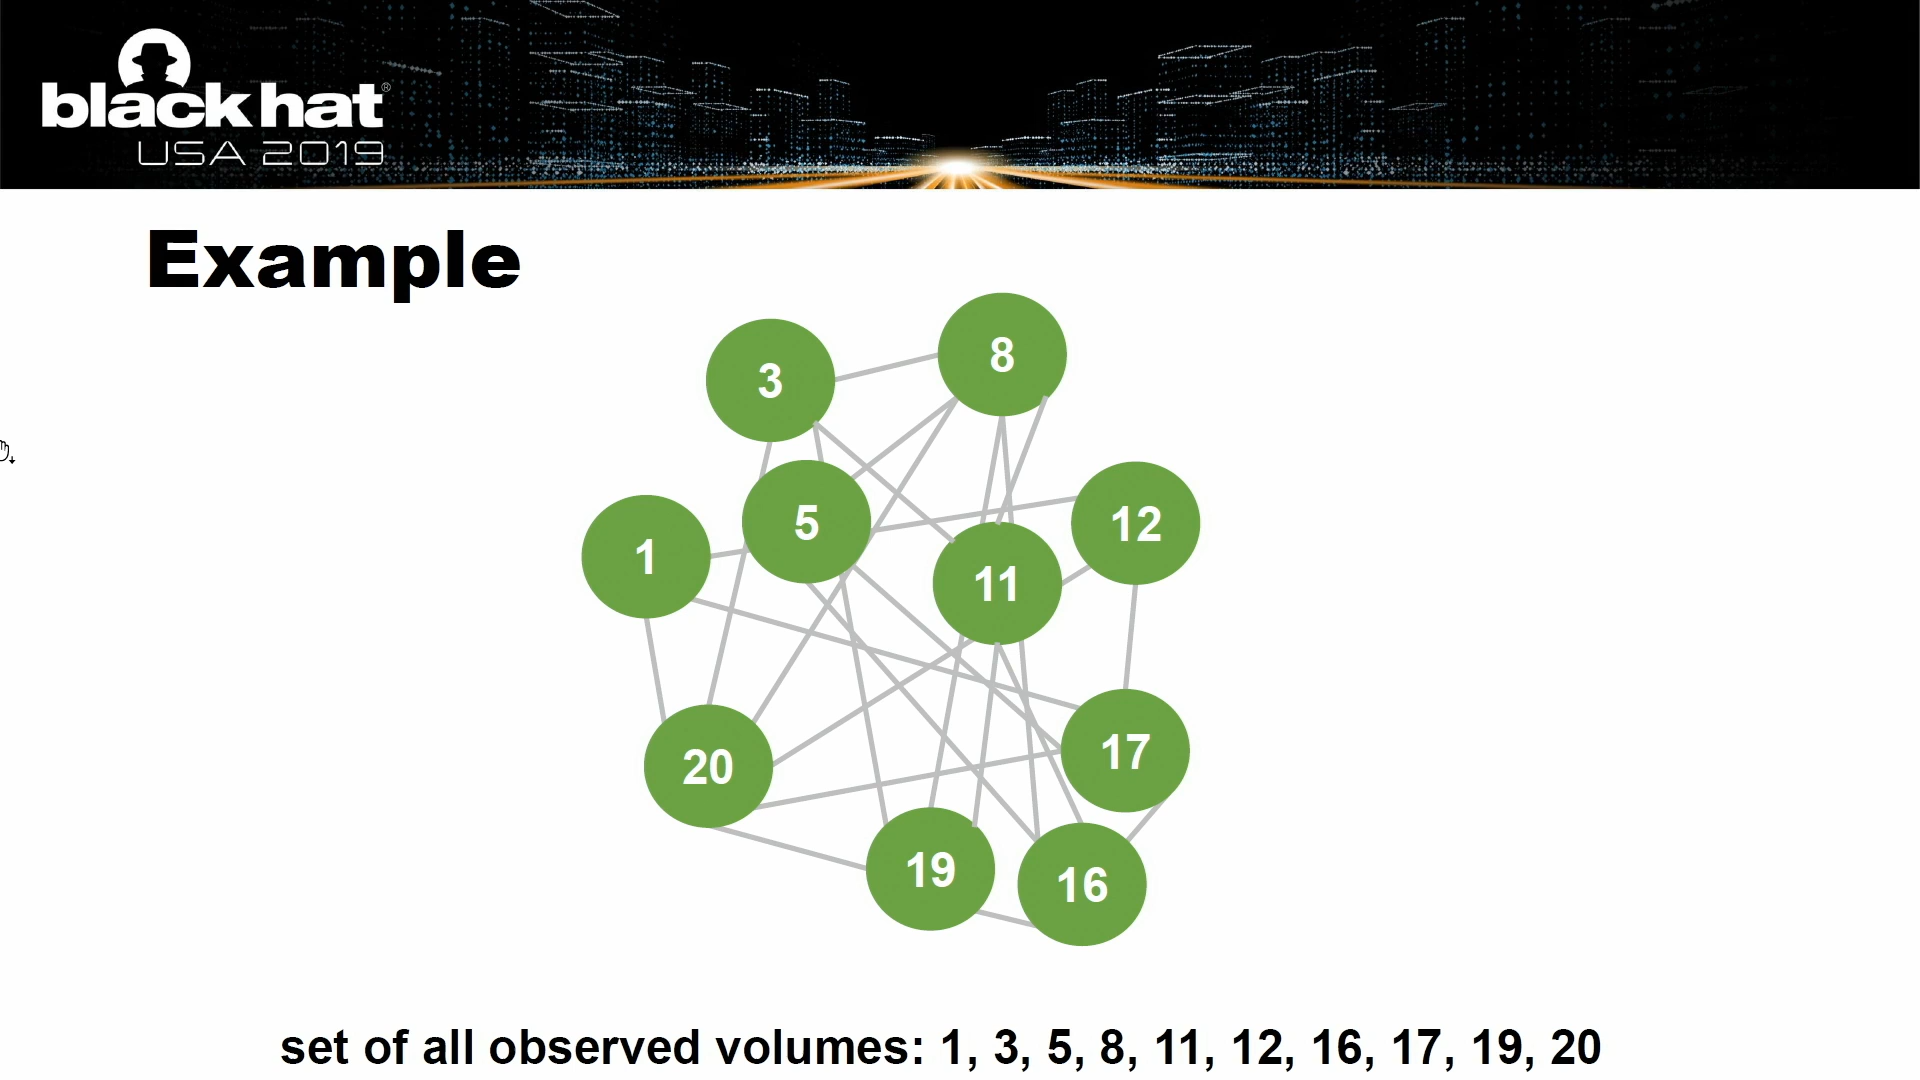 black hat®
USA 2019
Example
3
8
5
12
1
11
20
17
19
16
set of all observed volumes: 1, 3, 5, 8, 11, 12, 16, 17, 19, 20